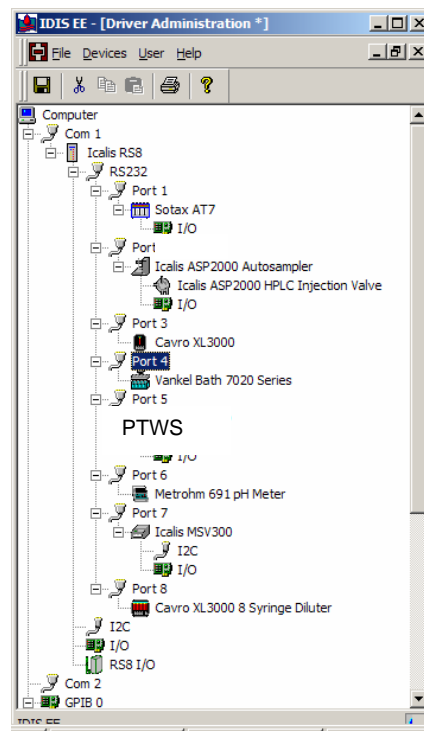 IDIS EE - [Driver Administration *]
File Devices User Help
Computer
Com 1
Icalis RS8
RS232
Port 1
Sotax AT7
I/O
Port
Icalis ASP2000 Autosampler
Icalis ASP2000 HPLC Injection Valve
I/O
Port 3
Cavro XL3000
Port 4
Vankel Bath 7020 Series
Port 5
PTWS
I/O
Port 6
Metrohm 691 pH Meter
Port 7
Icalis MSV300
I2C
I/O
Port 8
Cavro XL3000 8 Syringe Diluter
I2C
I/O
RS8 I/O
Com 2
GPIB 0
IDIS EE